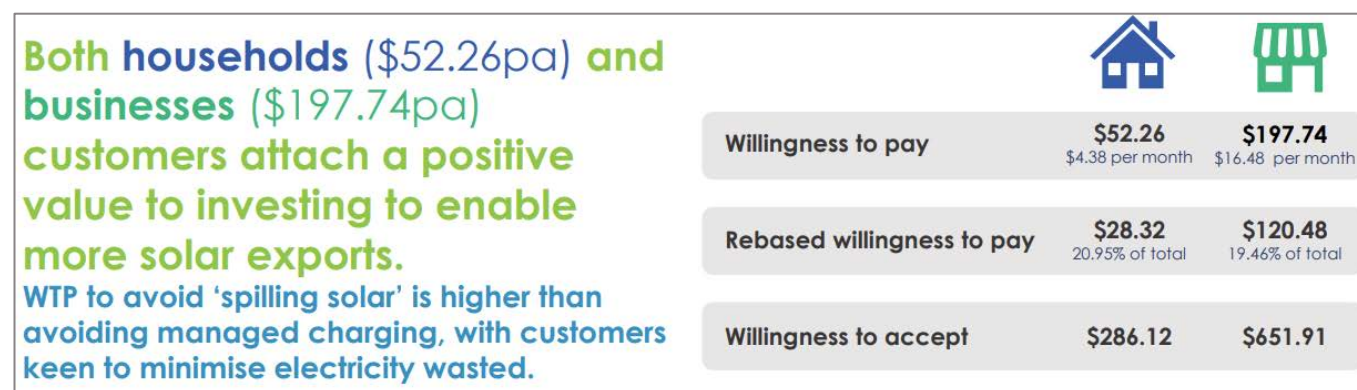 Both households ($52.26pa) and
businesses ($197.74pa)
customers attach a positive
value to investing to enable
more solar exports.
WTP to avoid ‘spilling solar’ is higher than
avoiding managed charging, with customers
keen to minimise electricity wasted.
Willingness to pay $52.26 $197.74
$4.38 per month $16.48 per month
Rebased willingness to pay $28.32 $120.48
20.95% of total 19.46% of total
Willingness to accept $286.12 $651.91